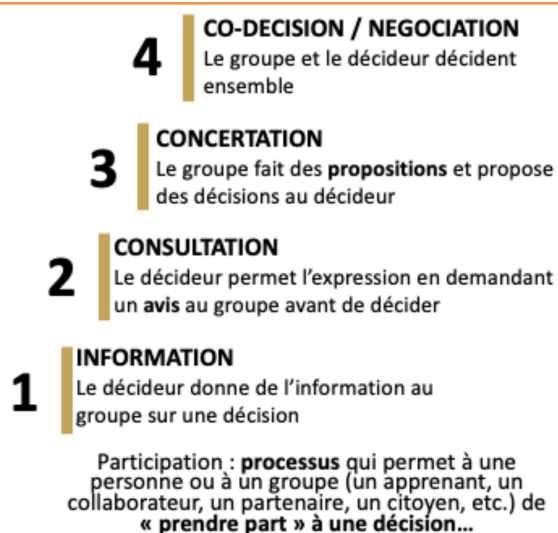 4
CO-DECISION / NEGOCIATION
Le groupe et le décideur décident
ensemble
3
CONCERTATION
Le groupe fait des propositions et propose
des décisions au décideur
2
CONSULTATION
Le décideur permet l’expression en demandant
un avis au groupe avant de décider
1
INFORMATION
Le décideur donne de l’information au
groupe sur une décision
Participation : processus qui permet à une
personne ou à un groupe (un apprenant, un
collaborateur, un partenaire, un citoyen, etc.) de
« prendre part » à une décision…